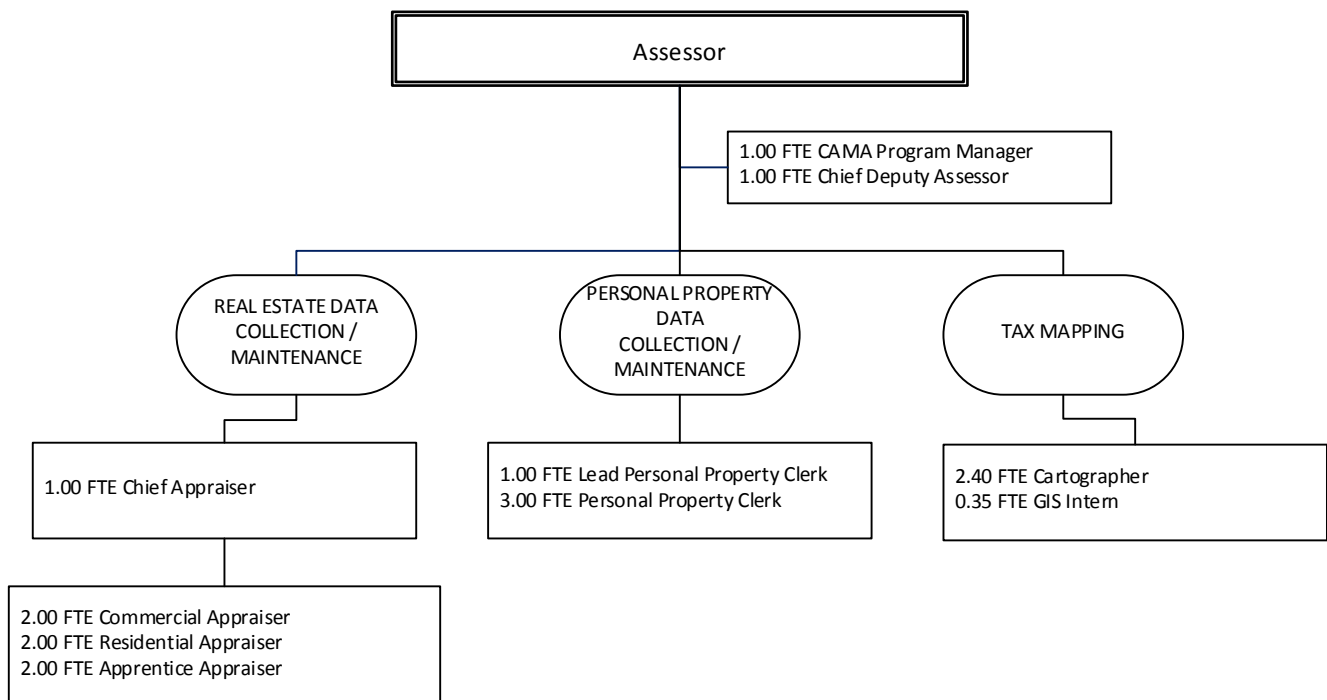 Assessor
1.00 FTE CAMA Program Manager
1.00 FTE Chief Deputy Assessor
REAL ESTATE DATA
COLLECTION /
MAINTENANCE
PERSONAL PROPERTY
DATA
COLLECTION /
MAINTENANCE
TAX MAPPING
1.00 FTE Chief Appraiser
1.00 FTE Lead Personal Property Clerk
3.00 FTE Personal Property Clerk
2.40 FTE Cartographer
0.35 FTE GIS Intern
2.00 FTE Commercial Appraiser
2.00 FTE Residential Appraiser
2.00 FTE Apprentice Appraiser